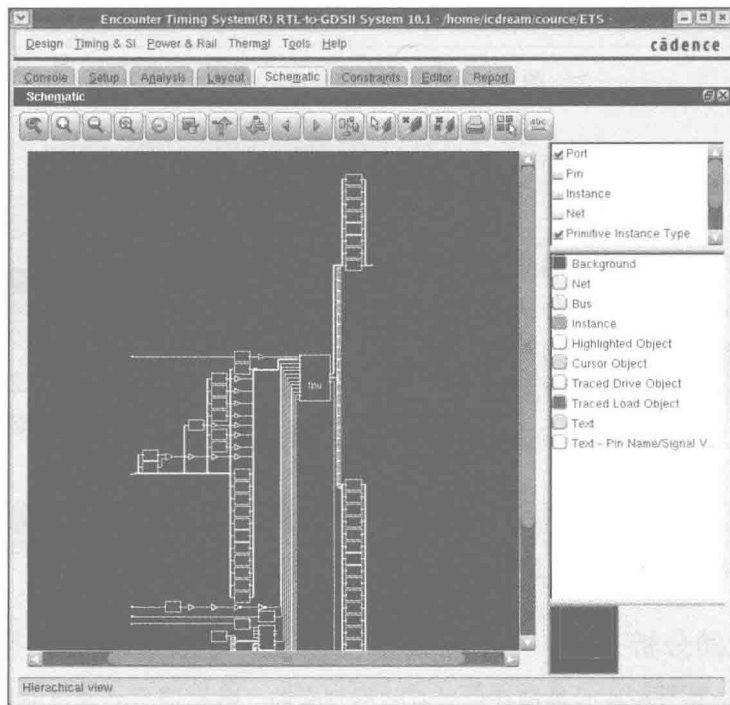 Encounter Timing System(R) RTL-to-GDSII System 10.1 - /home/icdream/cource/ETS -
Design Timing & SI Power & Rail Thermal Tools Help
cādence
Console Setup Analysis Layout Schematic Constraints Editor Report
Schematic
abc
Port
Pin
Instance
Net
Primitive Instance Type
Background
Net
Bus
Instance
Highlighted Object
Cursor Object
Traced Drive Object
Traced Load Object
Text
Text - Pin Name/Signal V...
fpu
Hierachical view